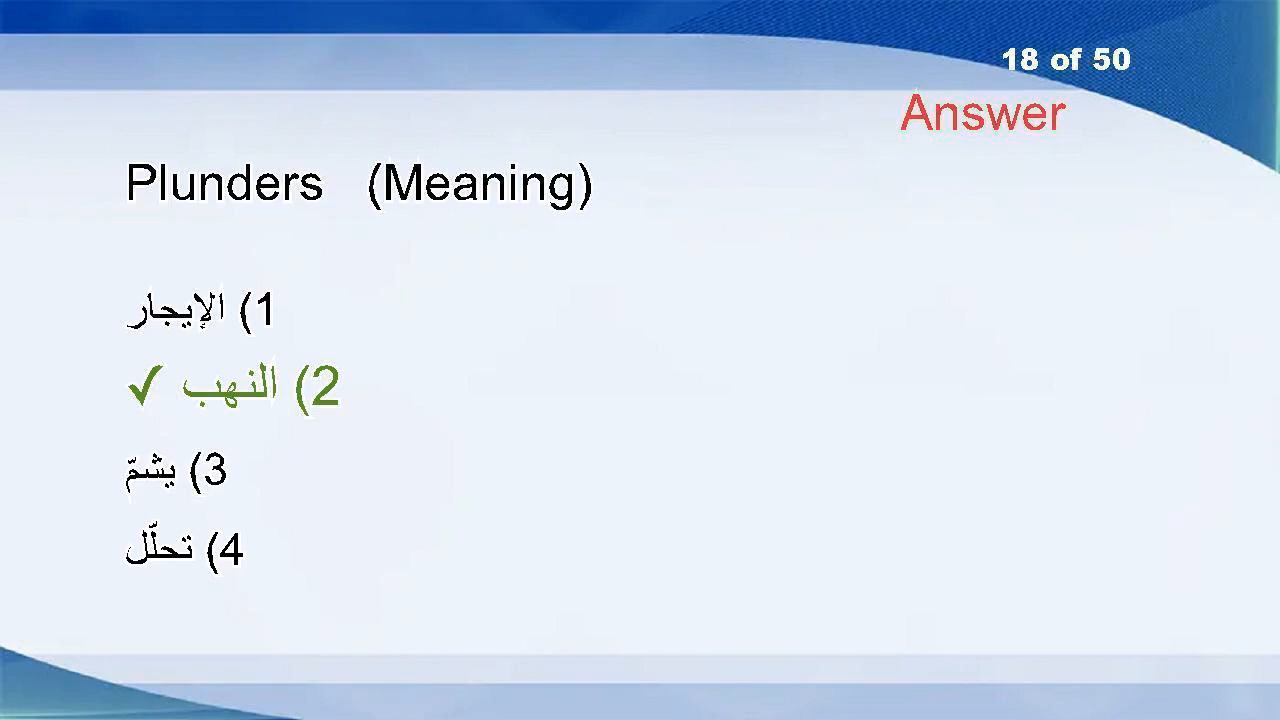 18 of 50
Answer
Plunders (Meaning)
1) الإيجار
2) النهب ✓
3) يشمّ
4) تحلّل